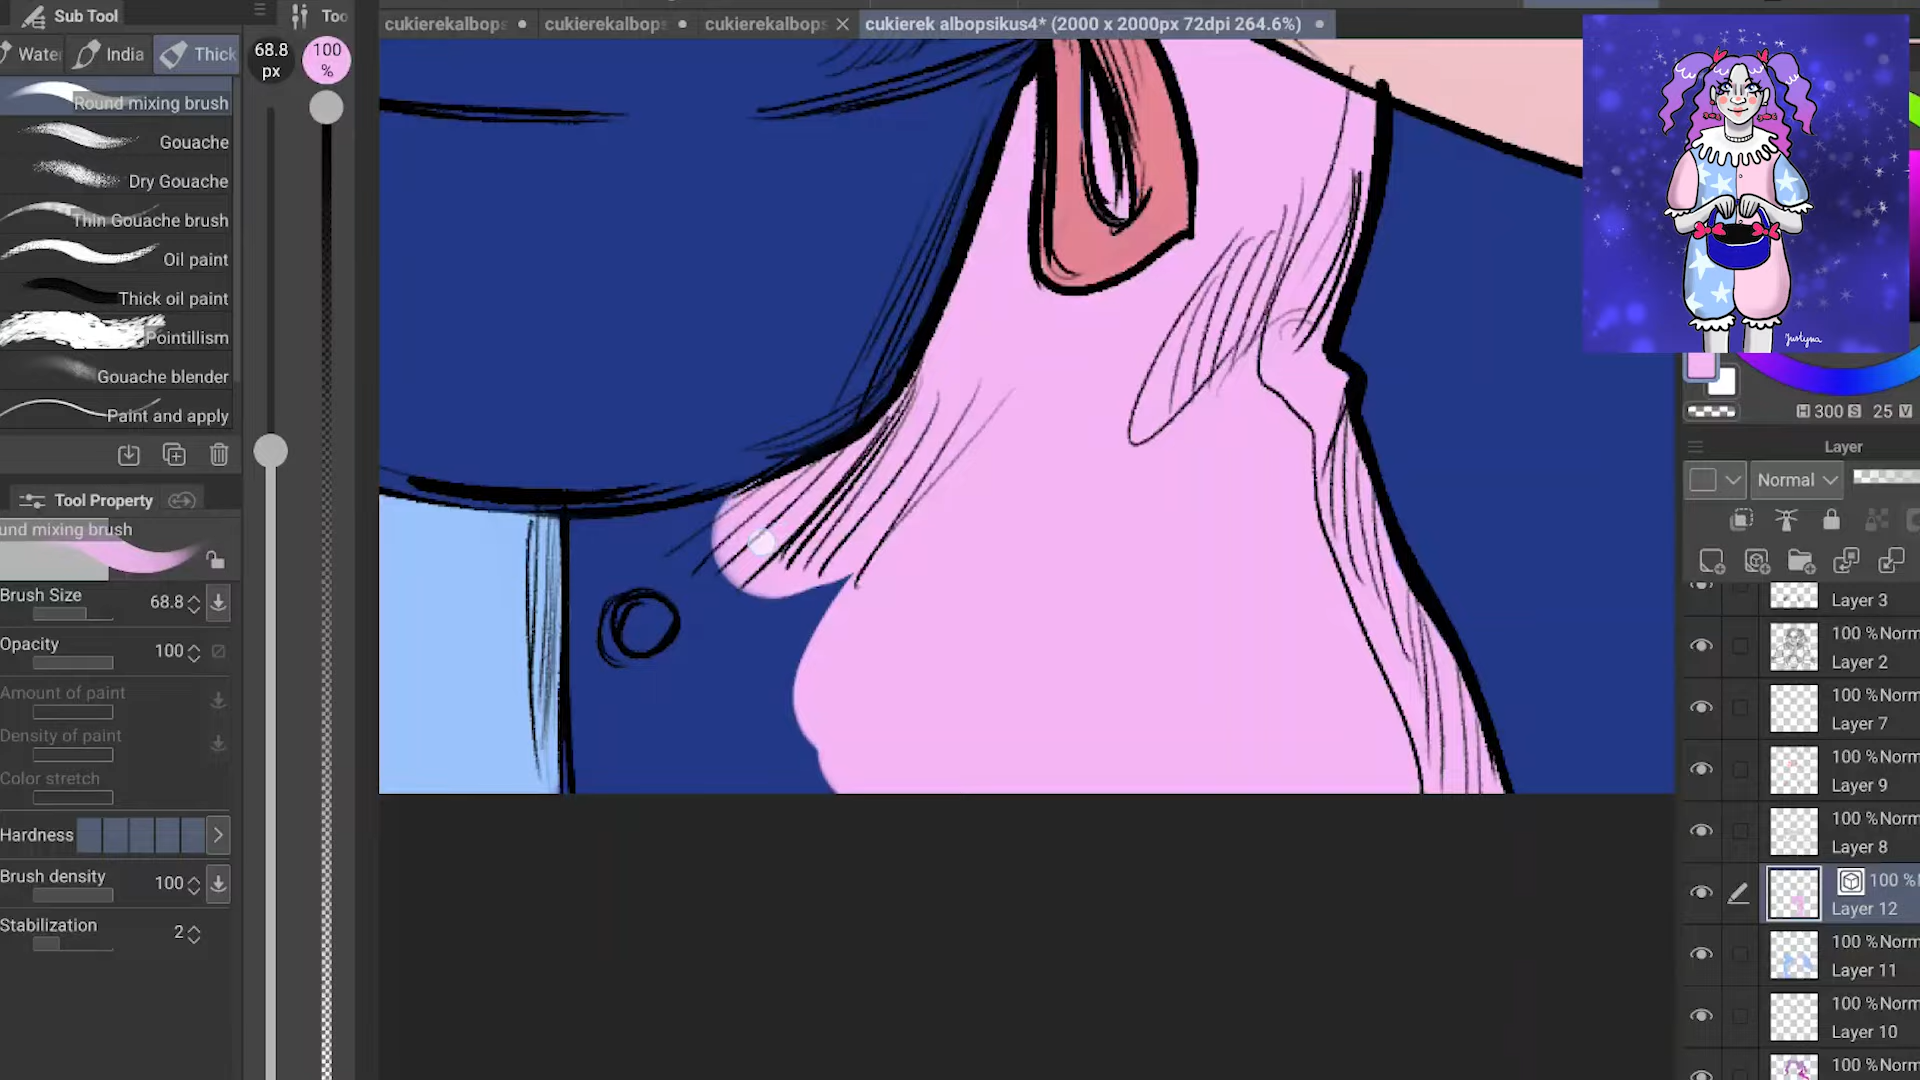 Sub Tool
Too
cukierekalbops
cukierekalbops
cukierekalbops
cukierek albopsikus4* (2000 x 2000px 72dpi 264.6%)
Wate
India
Thick
68.8
px
100
%
Round mixing brush
Gouache
Dry Gouache
Thin Gouache brush
Oil paint
Thick oil paint
Pointillism
Gouache blender
Paint and apply
Tool Property
und mixing brush
Brush Size
68.8
Opacity
100
Amount of paint
Density of paint
Color stretch
Hardness
Brush density
100
Stabilization
2
Justyna
H 300 S 25 V
Layer
Normal
Layer 3
100 %Norm
Layer 2
100 %Norm
Layer 7
100 %Norm
Layer 9
100 %Norm
Layer 8
100 %
Layer 12
100 %Norm
Layer 11
100 %Norm
Layer 10
100 %Norm